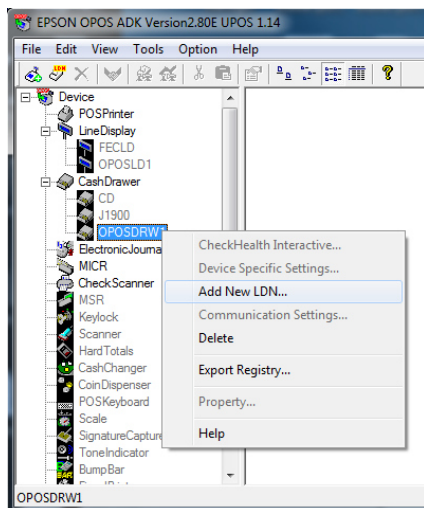 EPSON OPOS ADK Version2.80E UPOS 1.14
File Edit View Tools Option Help
Device
POSPrinter
LineDisplay
FECLD
OPOSLD1
CashDrawer
CD
J1900
OPOSDRW1
ElectronicJourna
MICR
CheckScanner
MSR
Keylock
Scanner
HardTotals
CashChanger
CoinDispenser
POSKeyboard
Scale
SignatureCapture
ToneIndicator
BumpBar
CheckHealth Interactive...
Device Specific Settings...
Add New LDN...
Communication Settings...
Delete
Export Registry...
Property...
Help
OPOSDRW1